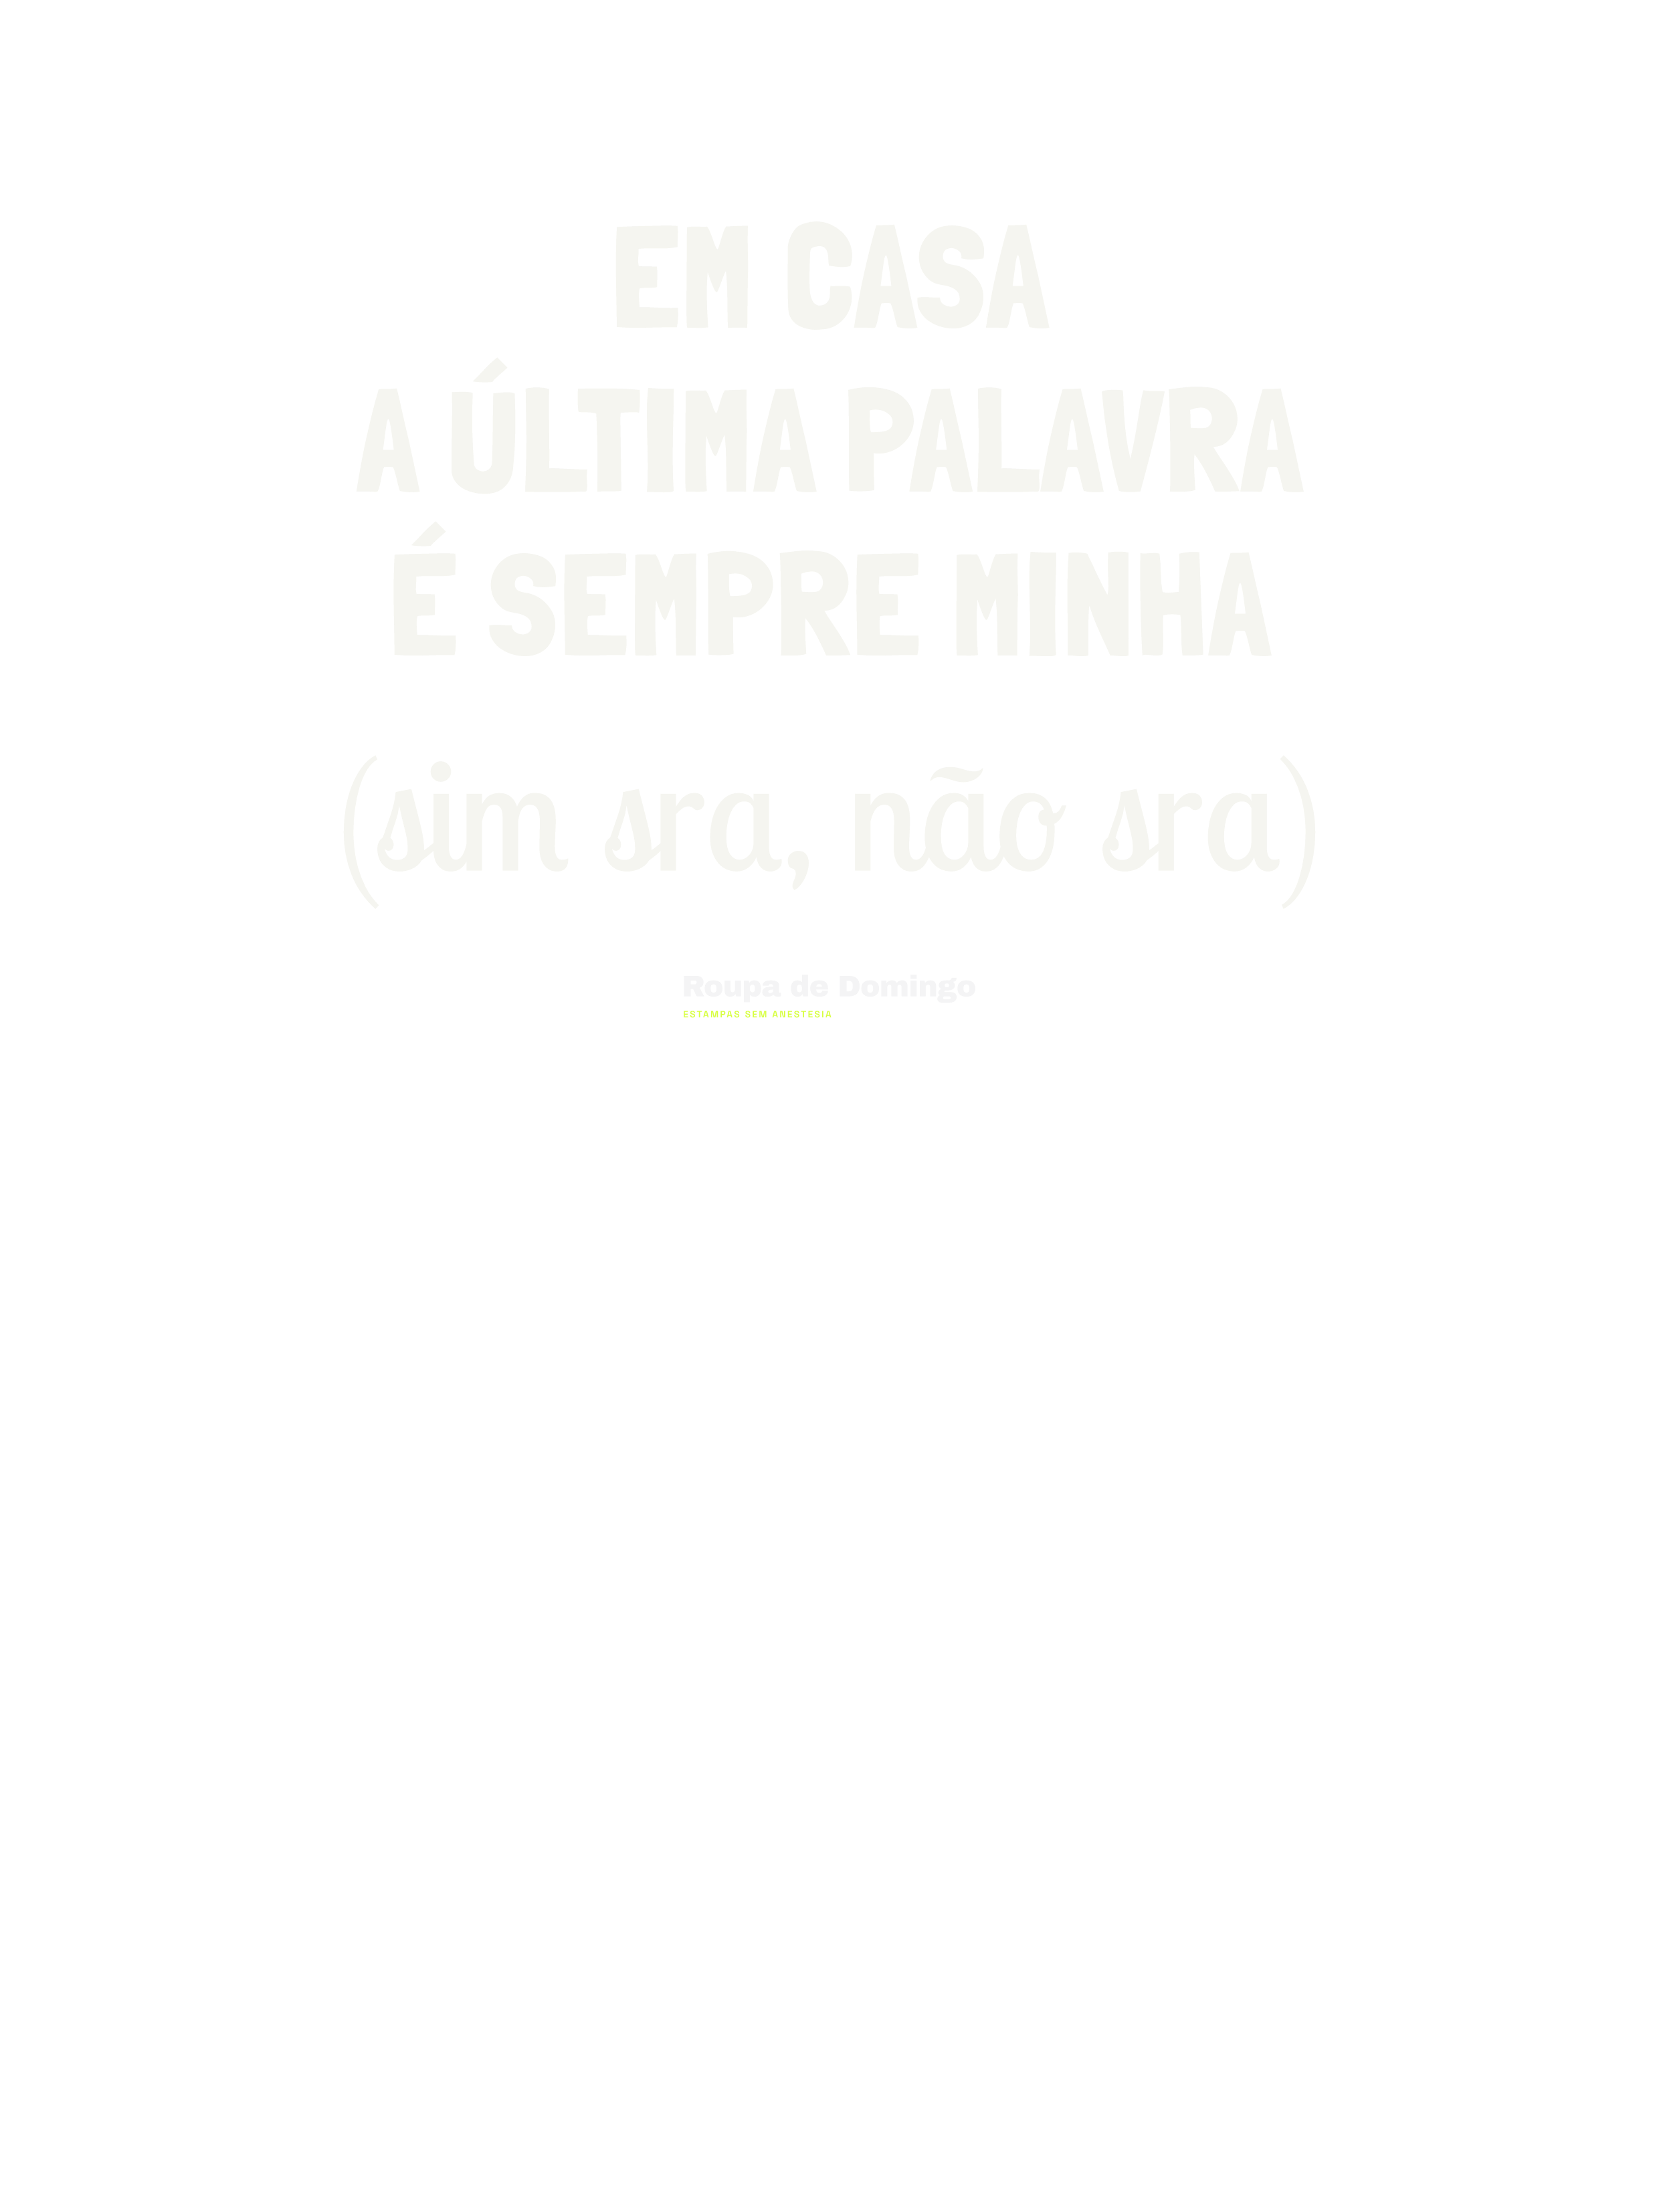 EM CASA
A ÚLTIMA PALAVRA
É SEMPRE MINHA
(sim sra, não sra)
Roupa de Domingo
ESTAMPAS SEM ANESTESIA